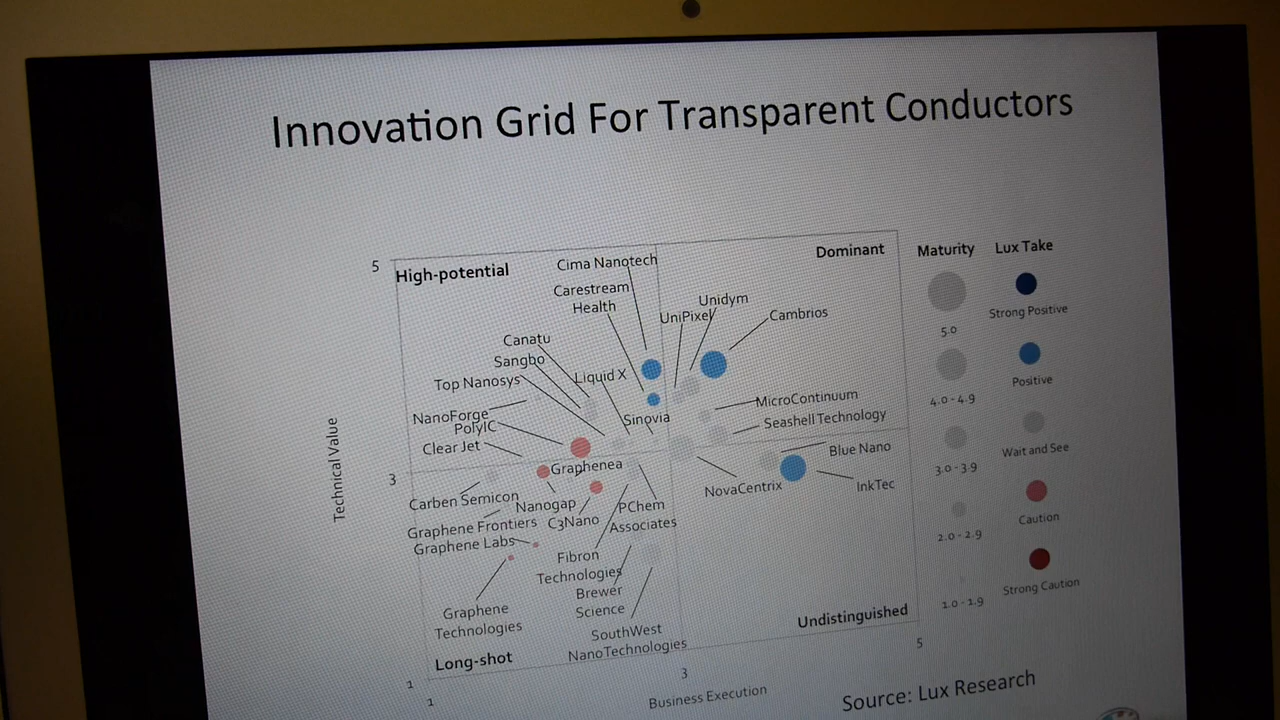 Innovation Grid For Transparent Conductors
5
High-potential
Cima Nanotech
Dominant
Maturity
Lux Take
Carestream
Health
UniPixel
Unidym
Cambrios
Strong Positive
5.0
Canatu
Sangbo
Top Nanosys
Liquid X
Positive
4.0 - 4.9
NanoForge
PolyIC
Clear Jet
Sinovia
MicroContinuum
Seashell Technology
Wait and See
3.0 - 3.9
Technical Value
3
Graphenea
Blue Nano
Carben Semicon
Nanogap
NovaCentrix
InkTec
Graphene Frontiers
C3Nano
PChem
Associates
Caution
2.0 - 2.9
Graphene Labs
Fibron
Technologies
Brewer
Science
Strong Caution
1.0 - 1.9
Graphene
Technologies
SouthWest
NanoTechnologies
Undistinguished
Long-shot
1
1
3
5
Business Execution
Source: Lux Research